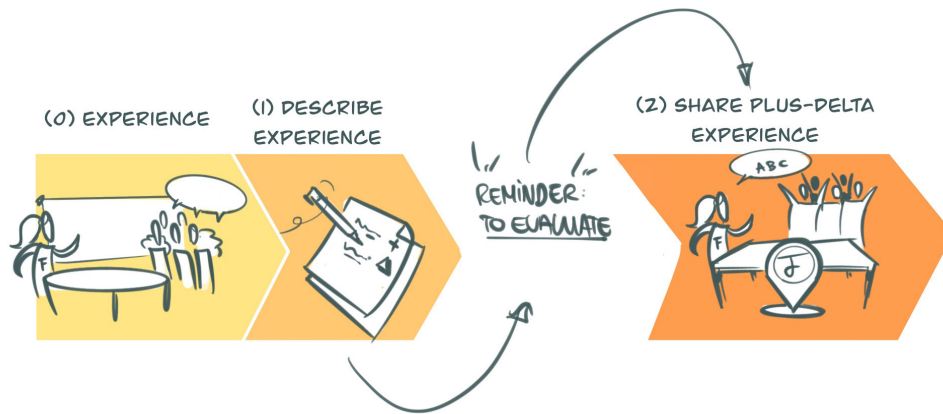 (0) EXPERIENCE
(1) DESCRIBE
EXPERIENCE
REMINDER:
TO EVALUATE
(2) SHARE PLUS-DELTA
EXPERIENCE
ABC
F
F